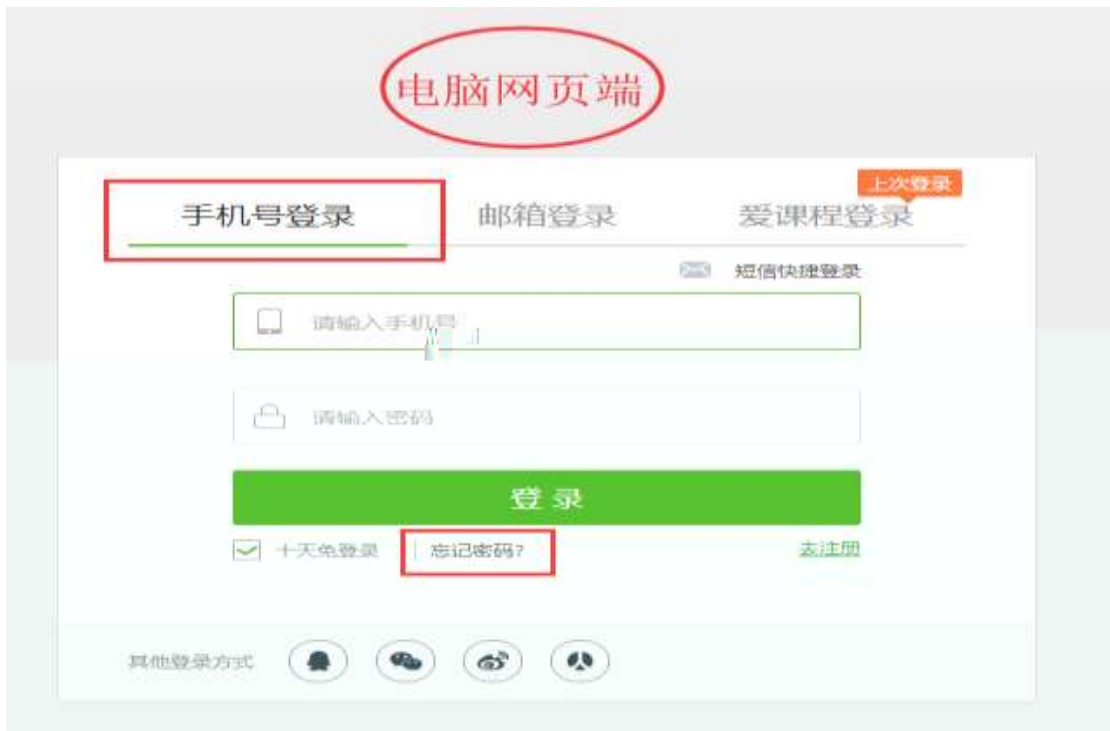 电脑网页端
上次登录
手机号登录 邮箱登录 爱课程登录
短信快捷登录
请输入手机号
请输入密码
登录
十天免登录 | 忘记密码? 去注册
其他登录方式